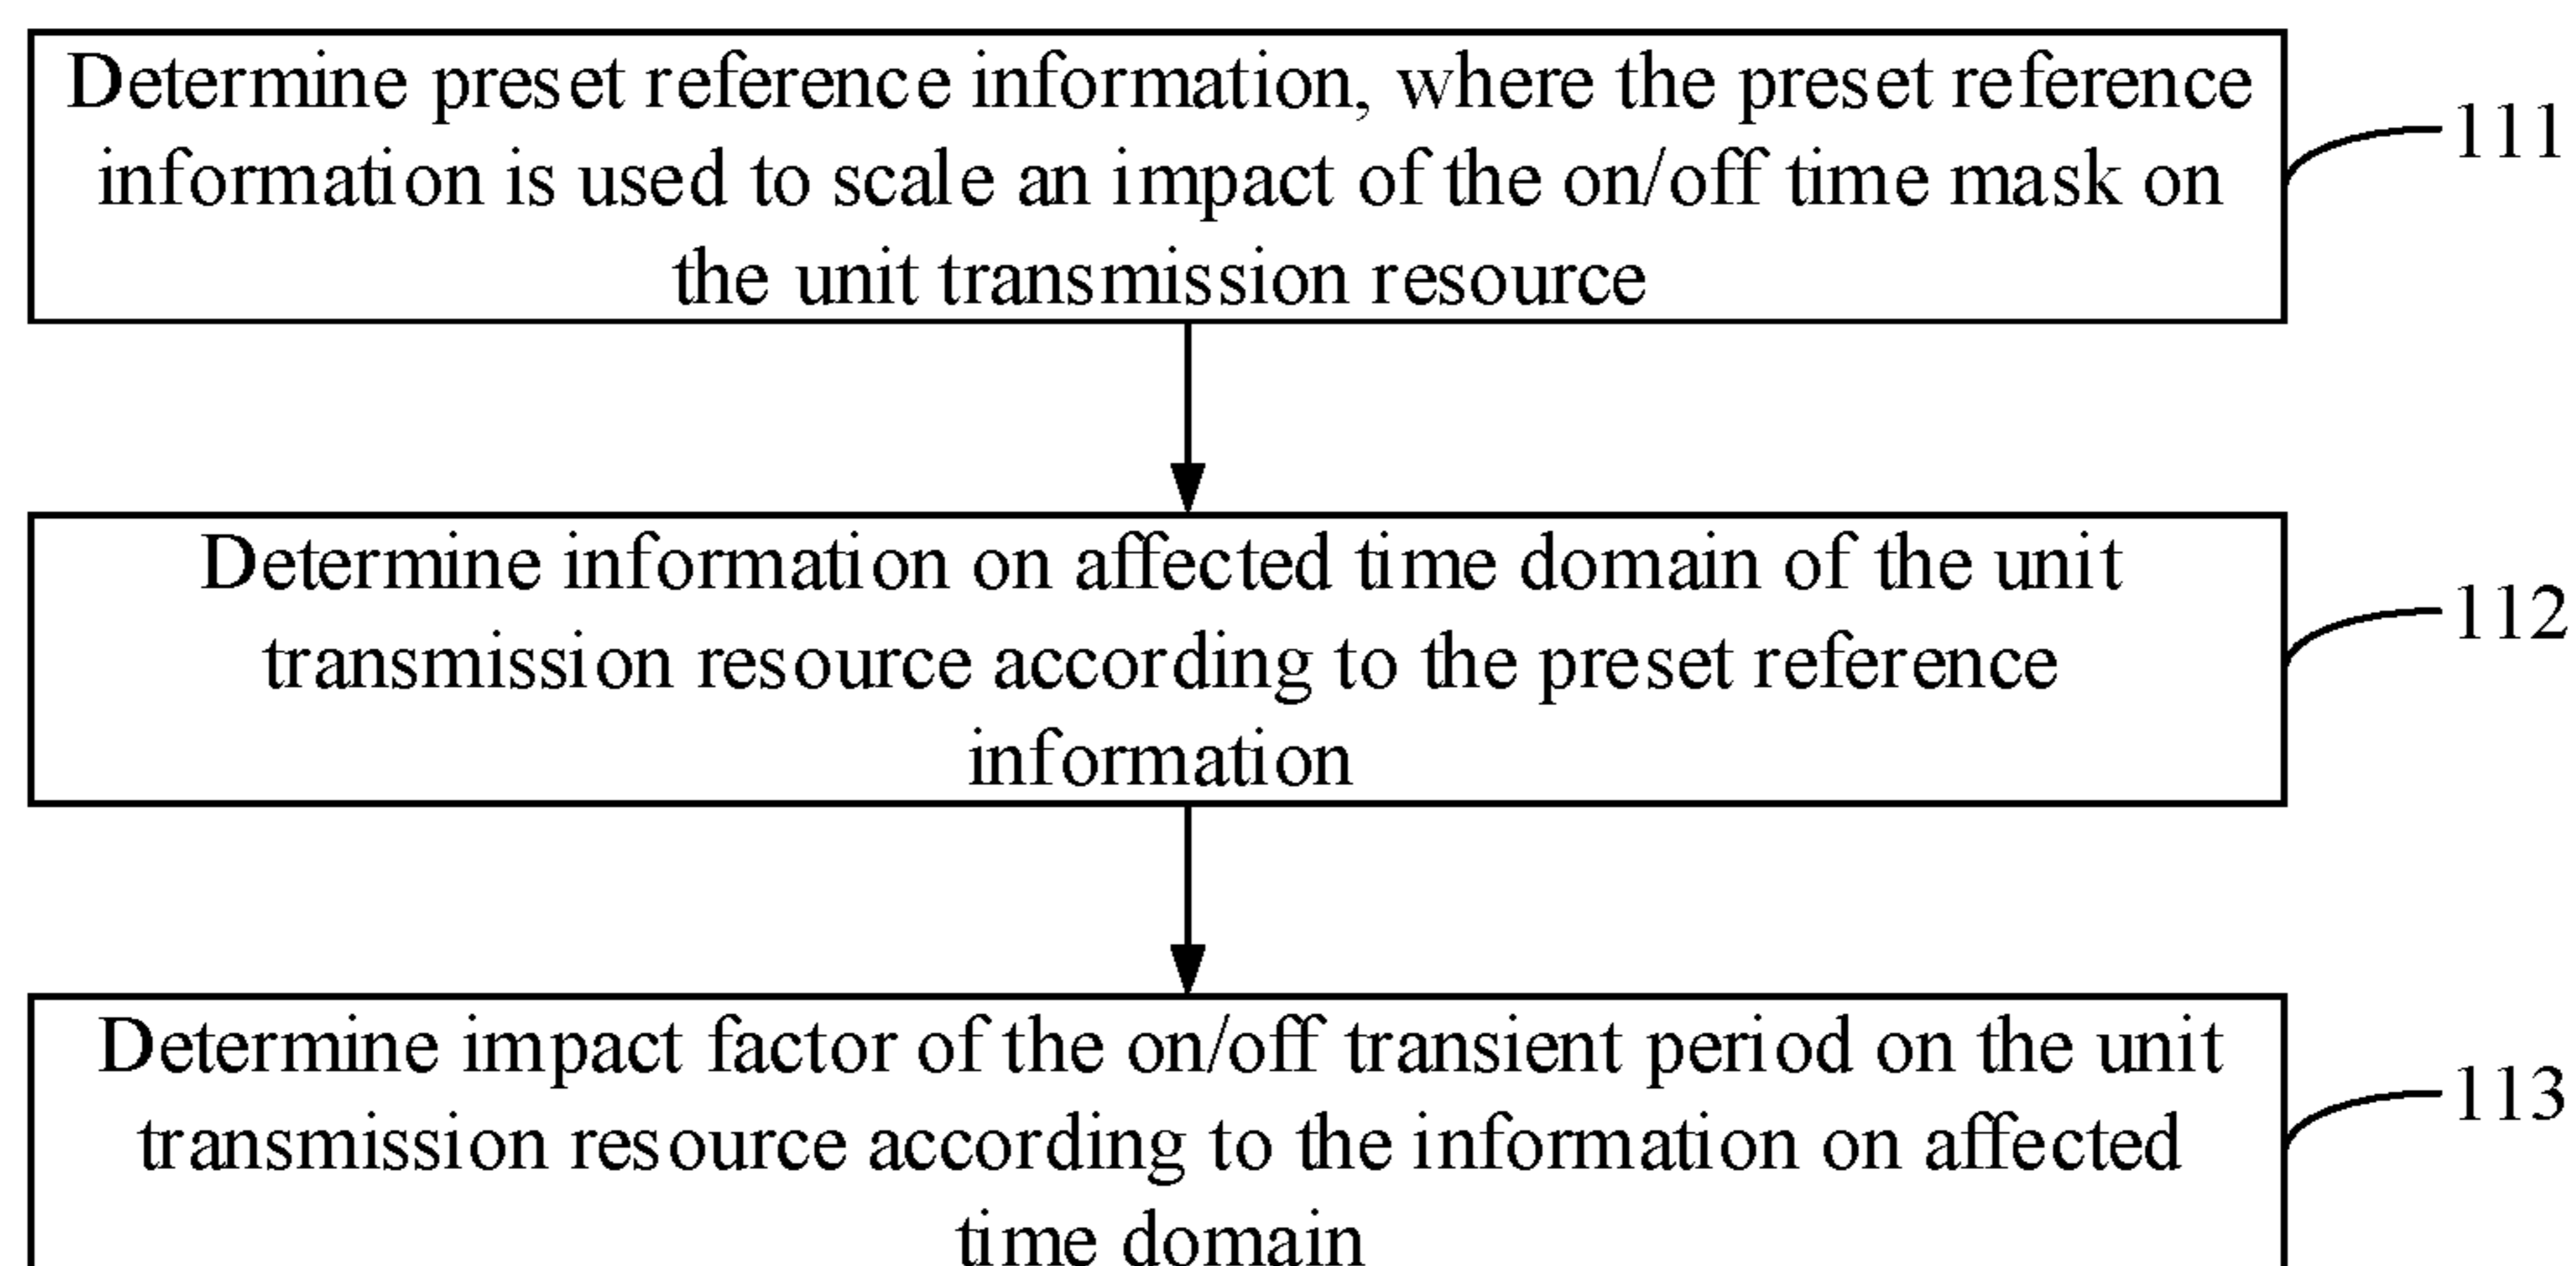 Determine preset reference information, where the preset reference
information is used to scale an impact of the on/off time mask on
the unit transmission resource
111
Determine information on affected time domain of the unit
transmission resource according to the preset reference
information
112
Determine impact factor of the on/off transient period on the unit
transmission resource according to the information on affected
time domain
113